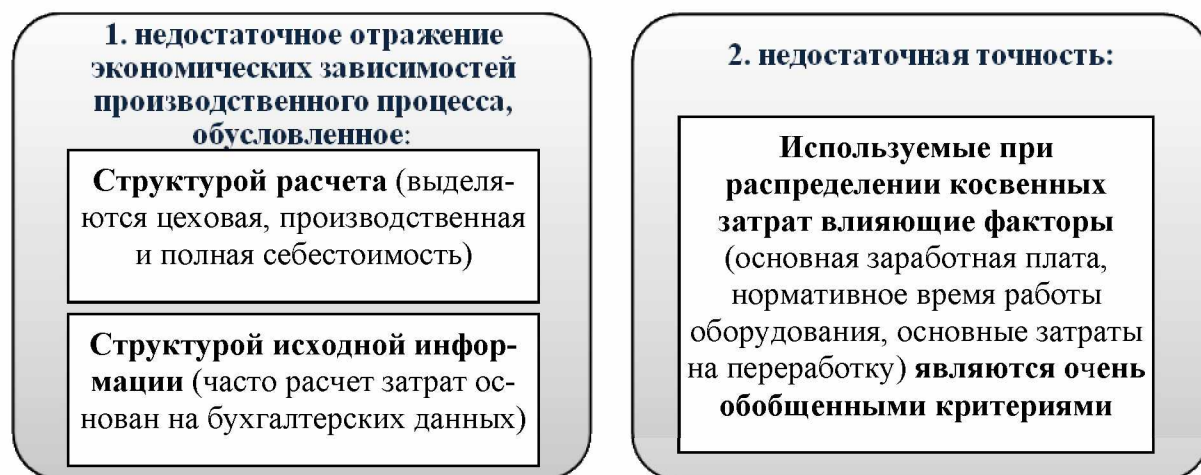 1. недостаточное отражение
экономических зависимостей
производственного процесса,
обусловленное:
Структурой расчета (выделя-
ются цеховая, производственная
и полная себестоимость)
Структурой исходной инфор-
мации (часто расчет затрат ос-
нован на бухгалтерских данных)
2. недостаточная точность:
Используемые при
распределении косвенных
затрат влияющие факторы
(основная заработная плата,
нормативное время работы
оборудования, основные затраты
на переработку) являются очень
обобщенными критериями